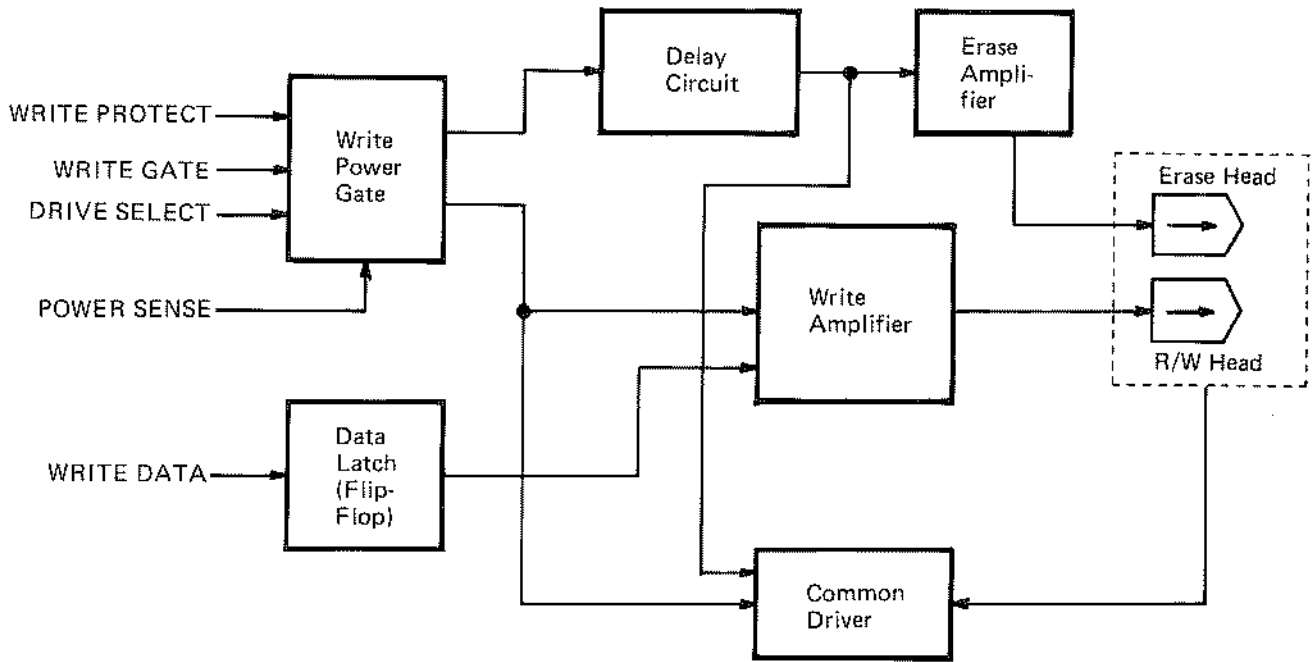 Delay
Circuit
Erase
Ampli-
fier
WRITE PROTECT
WRITE GATE
DRIVE SELECT
POWER SENSE
Write
Power
Gate
Erase Head
Write
Amplifier
R/W Head
WRITE DATA
Data
Latch
(Flip-
Flop)
Common
Driver